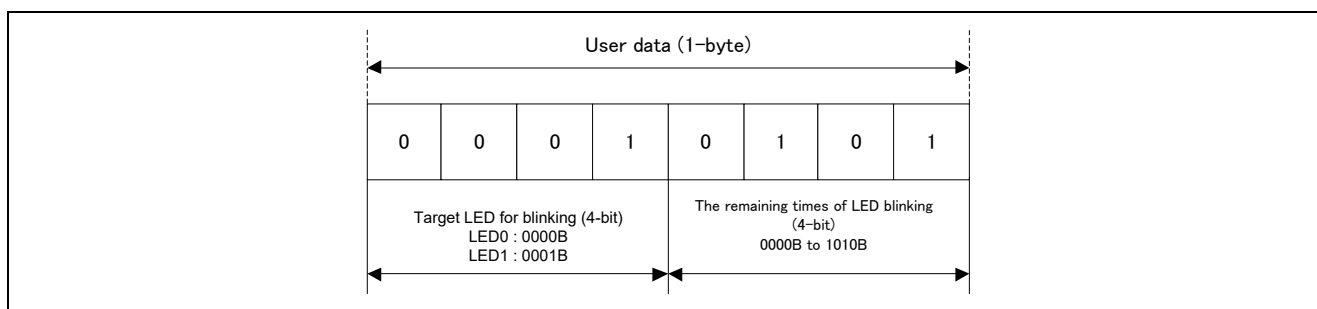 User data (1-byte)
0 0 0 1 0 1 0 1
Target LED for blinking (4-bit)
LED0 : 0000B
LED1 : 0001B
The remaining times of LED blinking
(4-bit)
0000B to 1010B